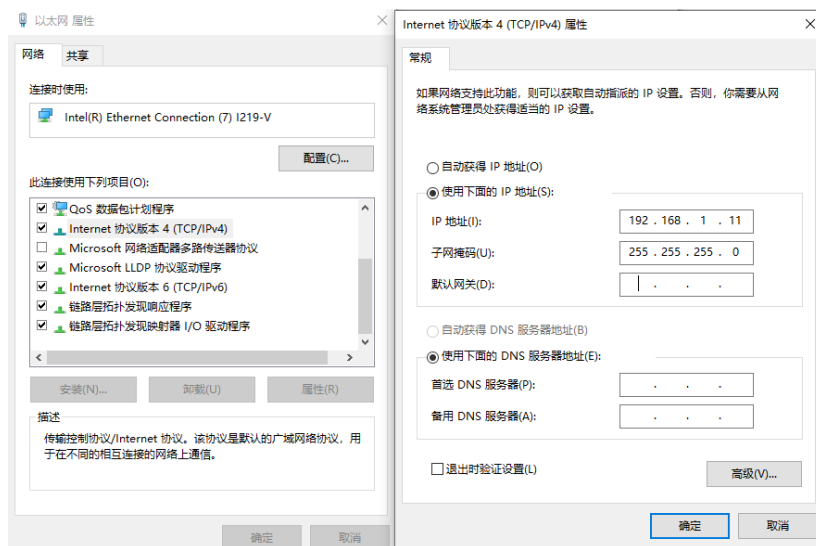 以太网 属性
网络
共享
连接时使用:
Intel(R) Ethernet Connection (7) I219-V
配置(C)...
此连接使用下列项目(O):
QoS 数据包计划程序
Internet 协议版本 4 (TCP/IPv4)
Microsoft 网络适配器多路传送器协议
Microsoft LLDP 协议驱动程序
Internet 协议版本 6 (TCP/IPv6)
链路层拓扑发现响应程序
链路层拓扑发现映射器 I/O 驱动程序
安装(N)...
卸载(U)
属性(R)
描述
传输控制协议/Internet 协议。该协议是默认的广域网络协议，用
于在不同的相互连接的网络上通信。
确定
取消
Internet 协议版本 4 (TCP/IPv4) 属性
常规
如果网络支持此功能，则可以获取自动指派的 IP 设置。否则，你需要从网
络系统管理员处获得适当的 IP 设置。
自动获得 IP 地址(O)
使用下面的 IP 地址(S):
IP 地址(I):
192 . 168 . 1 . 11
子网掩码(U):
255 . 255 . 255 . 0
默认网关(D):
. . .
自动获得 DNS 服务器地址(B)
使用下面的 DNS 服务器地址(E):
首选 DNS 服务器(P):
. . .
备用 DNS 服务器(A):
. . .
退出时验证设置(L)
高级(V)...
确定
取消